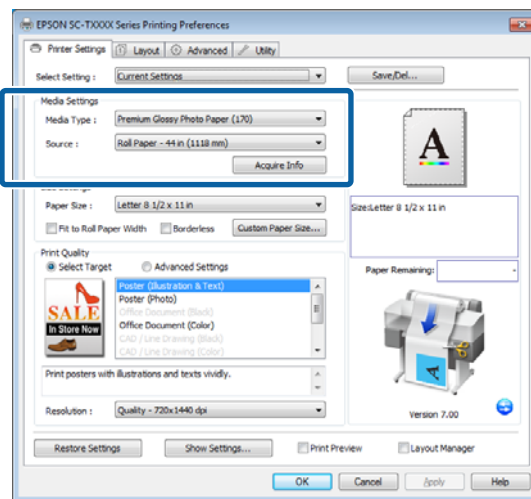 EPSON SC-TXXXX Series Printing Preferences
Printer Settings Layout Advanced Utility
Select Setting : Current Settings Save/Del...
Media Settings
Media Type : Premium Glossy Photo Paper (170)
Source : Roll Paper - 44 in (1118 mm)
Acquire Info
A
Paper Size : Letter 8 1/2 x 11 in
Size:Letter 8 1/2 x 11 in
Fit to Roll Paper Width Borderless Custom Paper Size...
Print Quality
Select Target Advanced Settings
Paper Remaining: -
SALE
In Store Now
Poster (Illustration & Text)
Poster (Photo)
Office Document (Black)
Office Document (Color)
CAD / Line Drawing (Black)
CAD / Line Drawing (Color)
A
Print posters with illustrations and texts vividly.
Resolution : Quality - 720x1440 dpi
Version 7.00
Restore Settings Show Settings... Print Preview Layout Manager
OK Cancel Apply Help